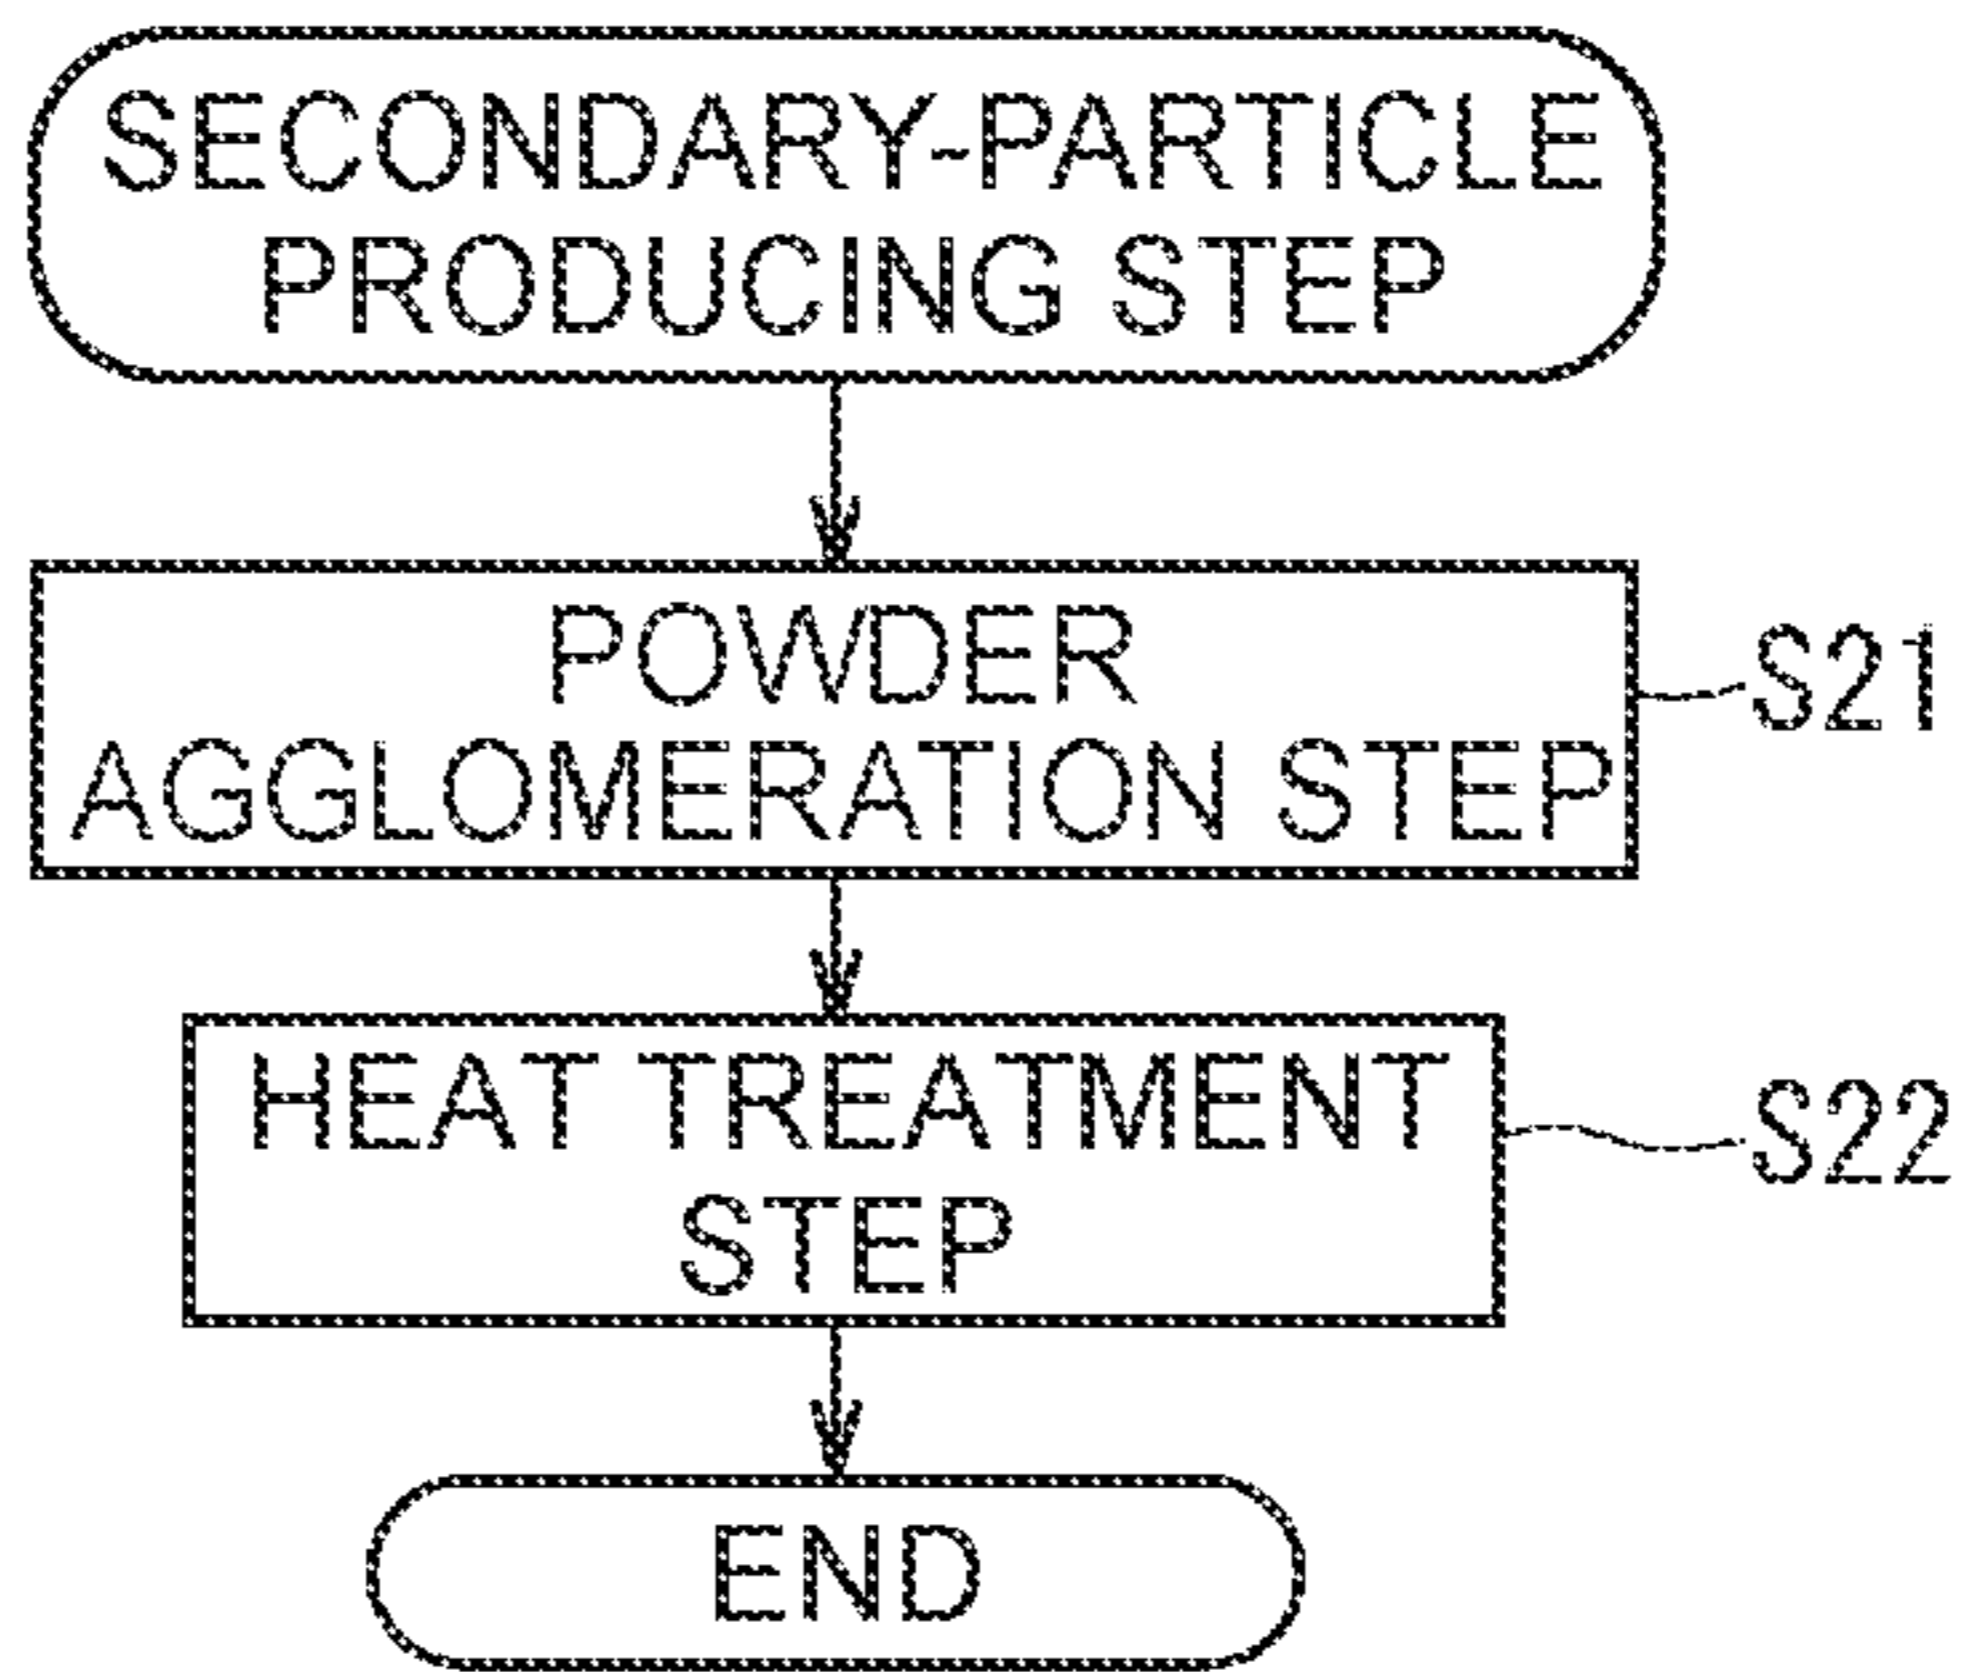 SECONDARY-PARTICLE
PRODUCING STEP
POWDER
AGGLOMERATION STEP
S21
HEAT TREATMENT
STEP
S22
END